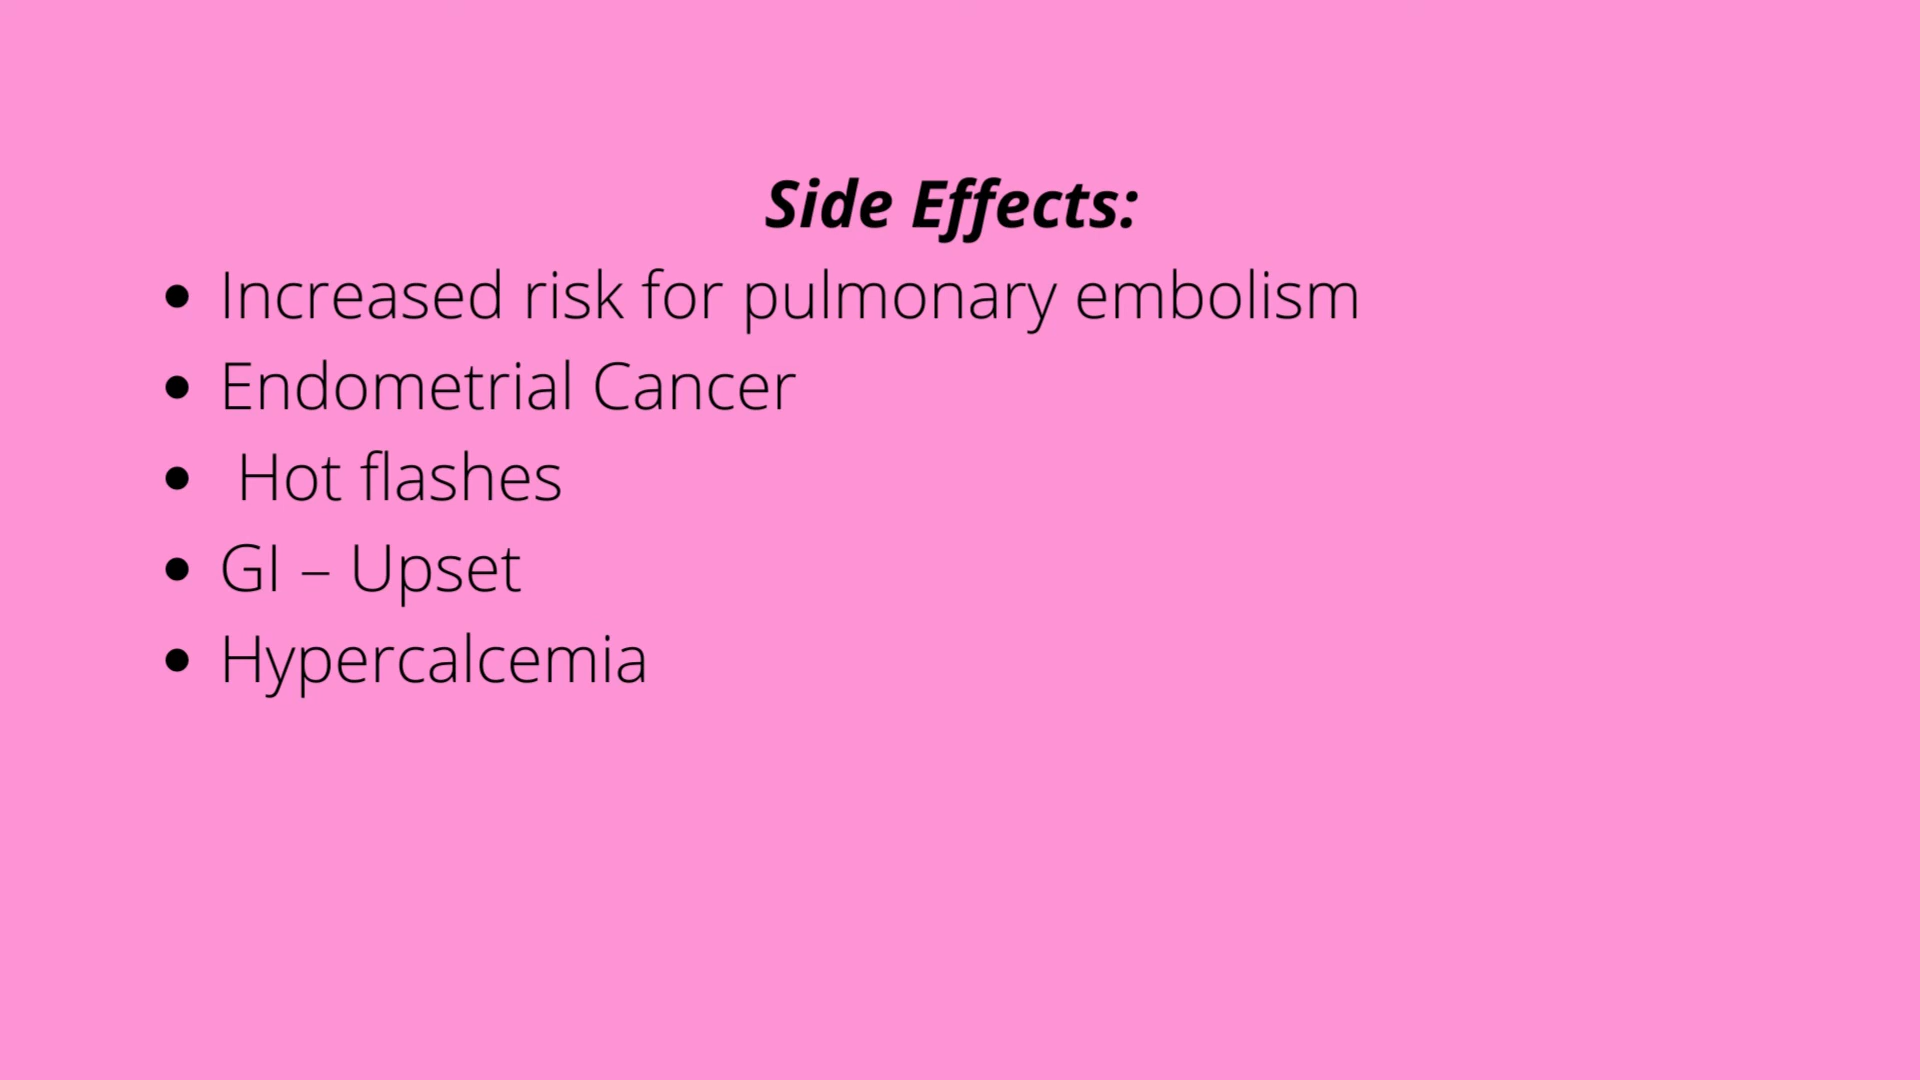 Side Effects:
• Increased risk for pulmonary embolism
• Endometrial Cancer
• Hot flashes
• GI – Upset
• Hypercalcemia